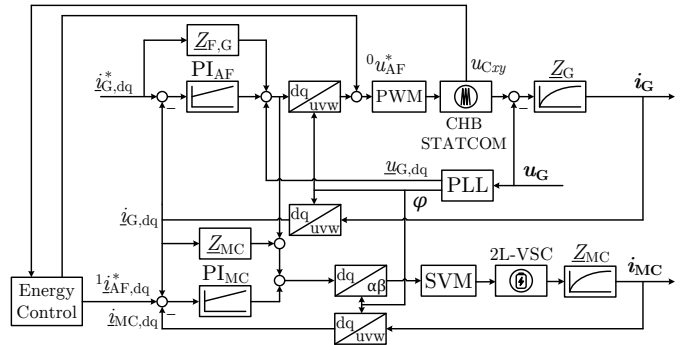 Z_F,G
⁰u*_AF
u_Cxy
i*_G,dq
PI_AF
Z_G
i_G
−
dq
uvw
PWM
−
CHB
STATCOM
u_G,dq
PLL
u_G
φ
i_G,dq
dq
uvw
Z_MC
PI_MC
2L-VSC
Z_MC
i_MC
Energy
Control
¹i*_AF,dq
−
dq
αβ
SVM
i_MC,dq
dq
uvw